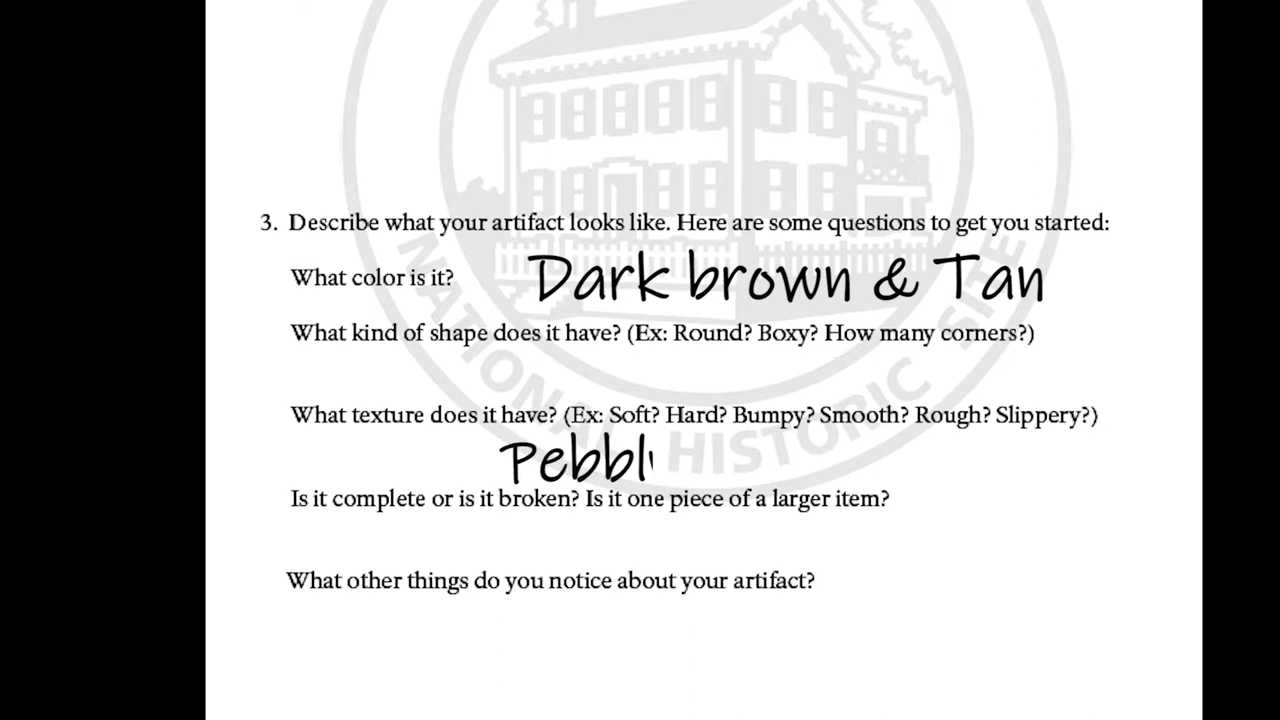 3. Describe what your artifact looks like. Here are some questions to get you started:
What color is it? Dark brown & Tan
What kind of shape does it have? (Ex: Round? Boxy? How many corners?)
What texture does it have? (Ex: Soft? Hard? Bumpy? Smooth? Rough? Slippery?)
Pebbl
Is it complete or is it broken? Is it one piece of a larger item?
What other things do you notice about your artifact?
NATIONAL HISTORIC SITE